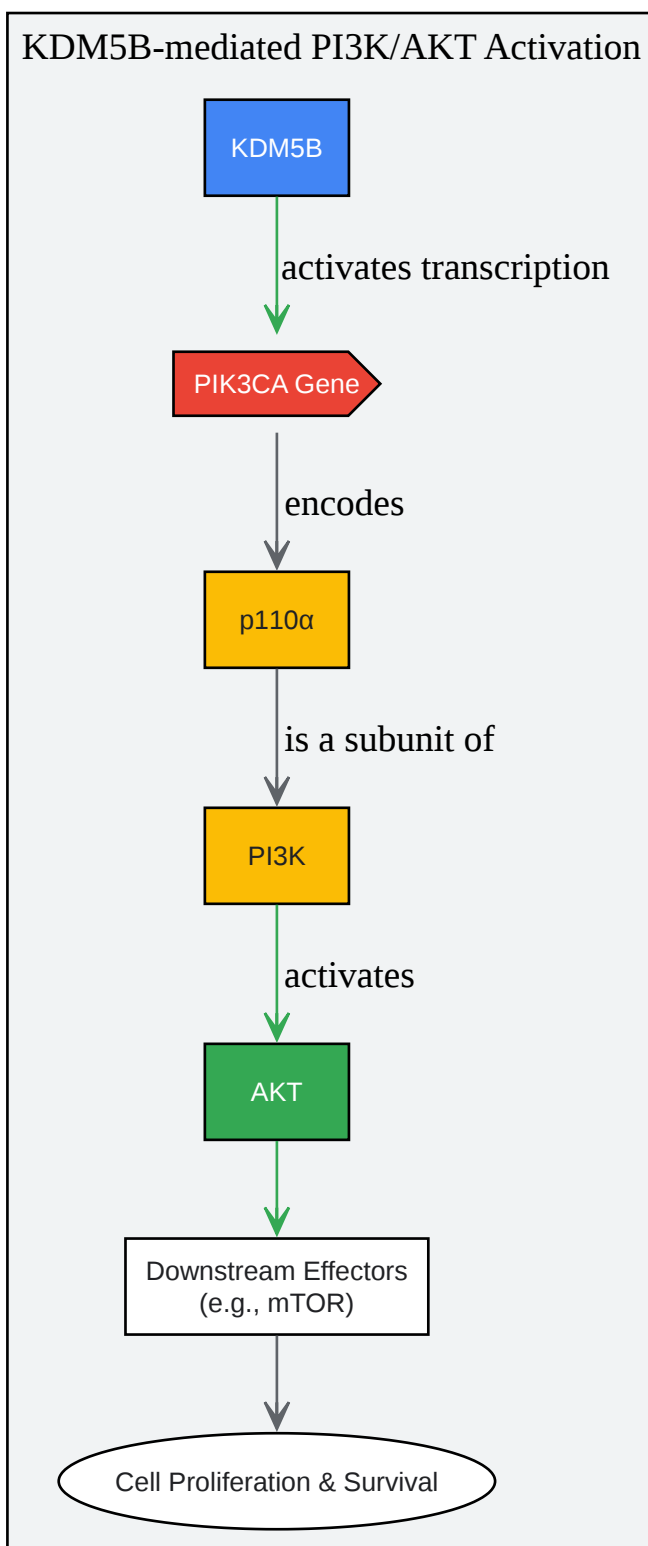 KDM5B-mediated PI3K/AKT Activation
KDM5B
activates transcription
PIK3CA Gene
encodes
p110α
is a subunit of
PI3K
activates
AKT
Downstream Effectors
(e.g., mTOR)
Cell Proliferation & Survival